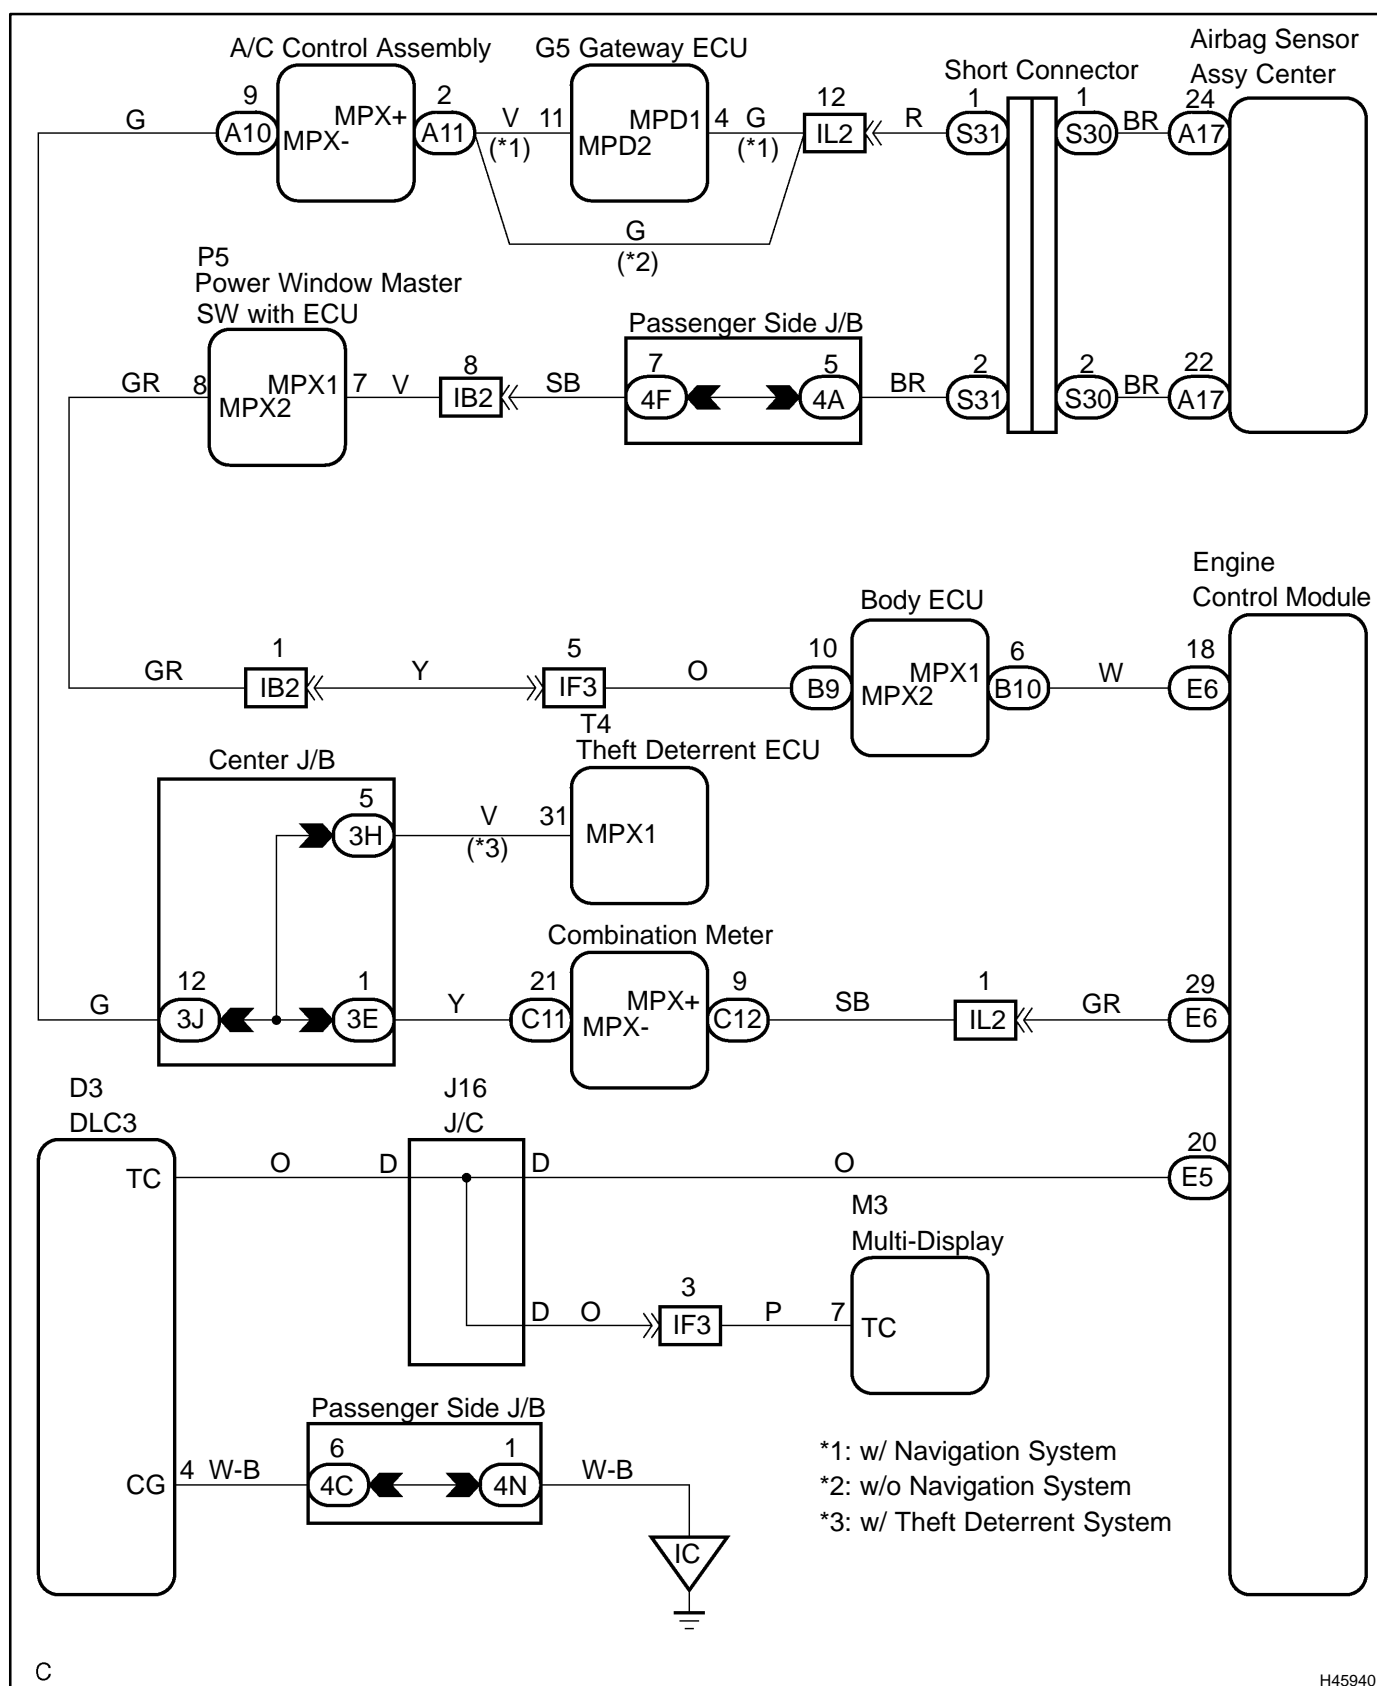 A/C Control Assembly
G5 Gateway ECU
Airbag Sensor
Assy Center
Short Connector
9
2
12
1
1
24
G
A10
MPX+
MPX-
A11
V
(*1)
11
MPD1
MPD2
4
G
(*1)
IL2
R
S31
S30
BR
A17
G
(*2)
P5
Power Window Master
SW with ECU
Passenger Side J/B
GR
8
MPX1
MPX2
7
V
8
IB2
SB
7
4F
5
4A
BR
2
S31
2
S30
BR
22
A17
Engine
Control Module
Body ECU
GR
1
IB2
Y
5
IF3
O
10
B9
MPX1
MPX2
6
B10
W
18
E6
T4
Theft Deterrent ECU
Center J/B
5
3H
V
(*3)
31
MPX1
Combination Meter
G
12
3J
1
3E
Y
21
C11
MPX+
MPX-
9
C12
SB
1
IL2
GR
29
E6
D3
DLC3
J16
J/C
TC
O
D
D
O
20
E5
M3
Multi-Display
D
O
3
IF3
P
7
TC
Passenger Side J/B
CG
4
W-B
6
4C
1
4N
W-B
IC
*1: w/ Navigation System
*2: w/o Navigation System
*3: w/ Theft Deterrent System
C
H45940